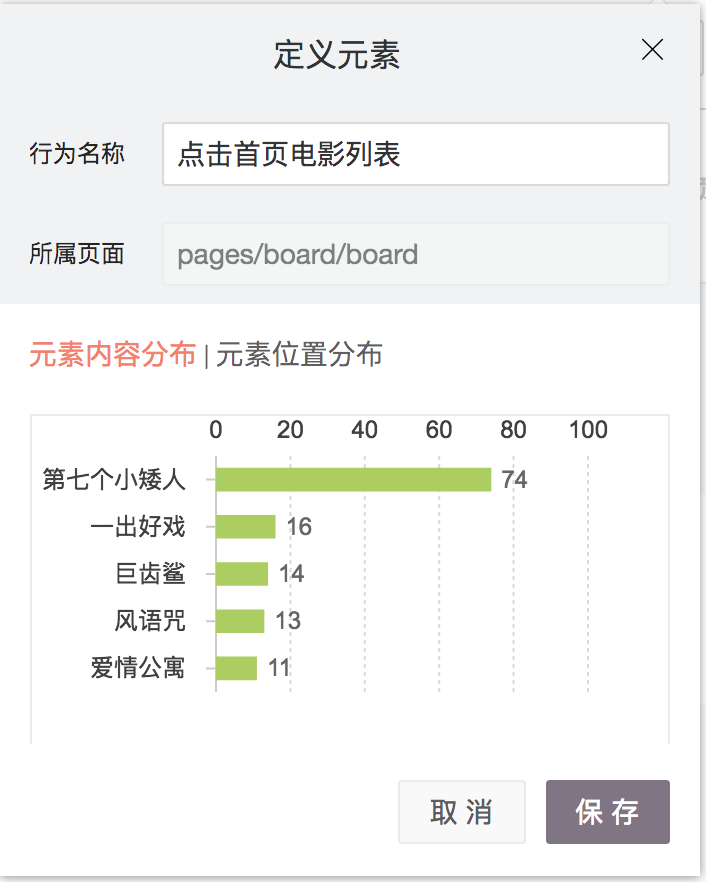 定义元素
行为名称 点击首页电影列表
所属页面 pages/board/board
元素内容分布 | 元素位置分布
0 20 40 60 80 100
第七个小矮人 74
一出好戏 16
巨齿鲨 14
风语咒 13
爱情公寓 11
取 消 保 存